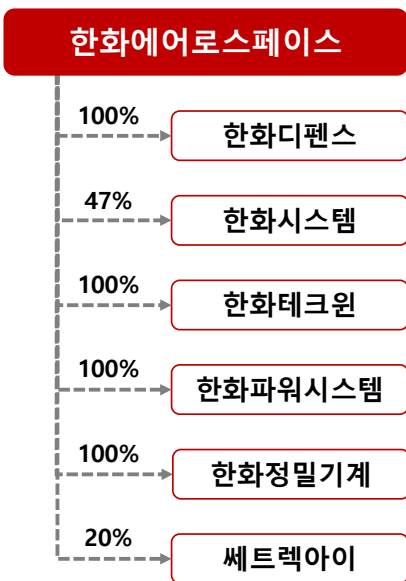 한화에어로스페이스
100%
한화디펜스
47%
한화시스템
100%
한화테크윈
100%
한화파워시스템
100%
한화정밀기계
20%
쎄트렉아이